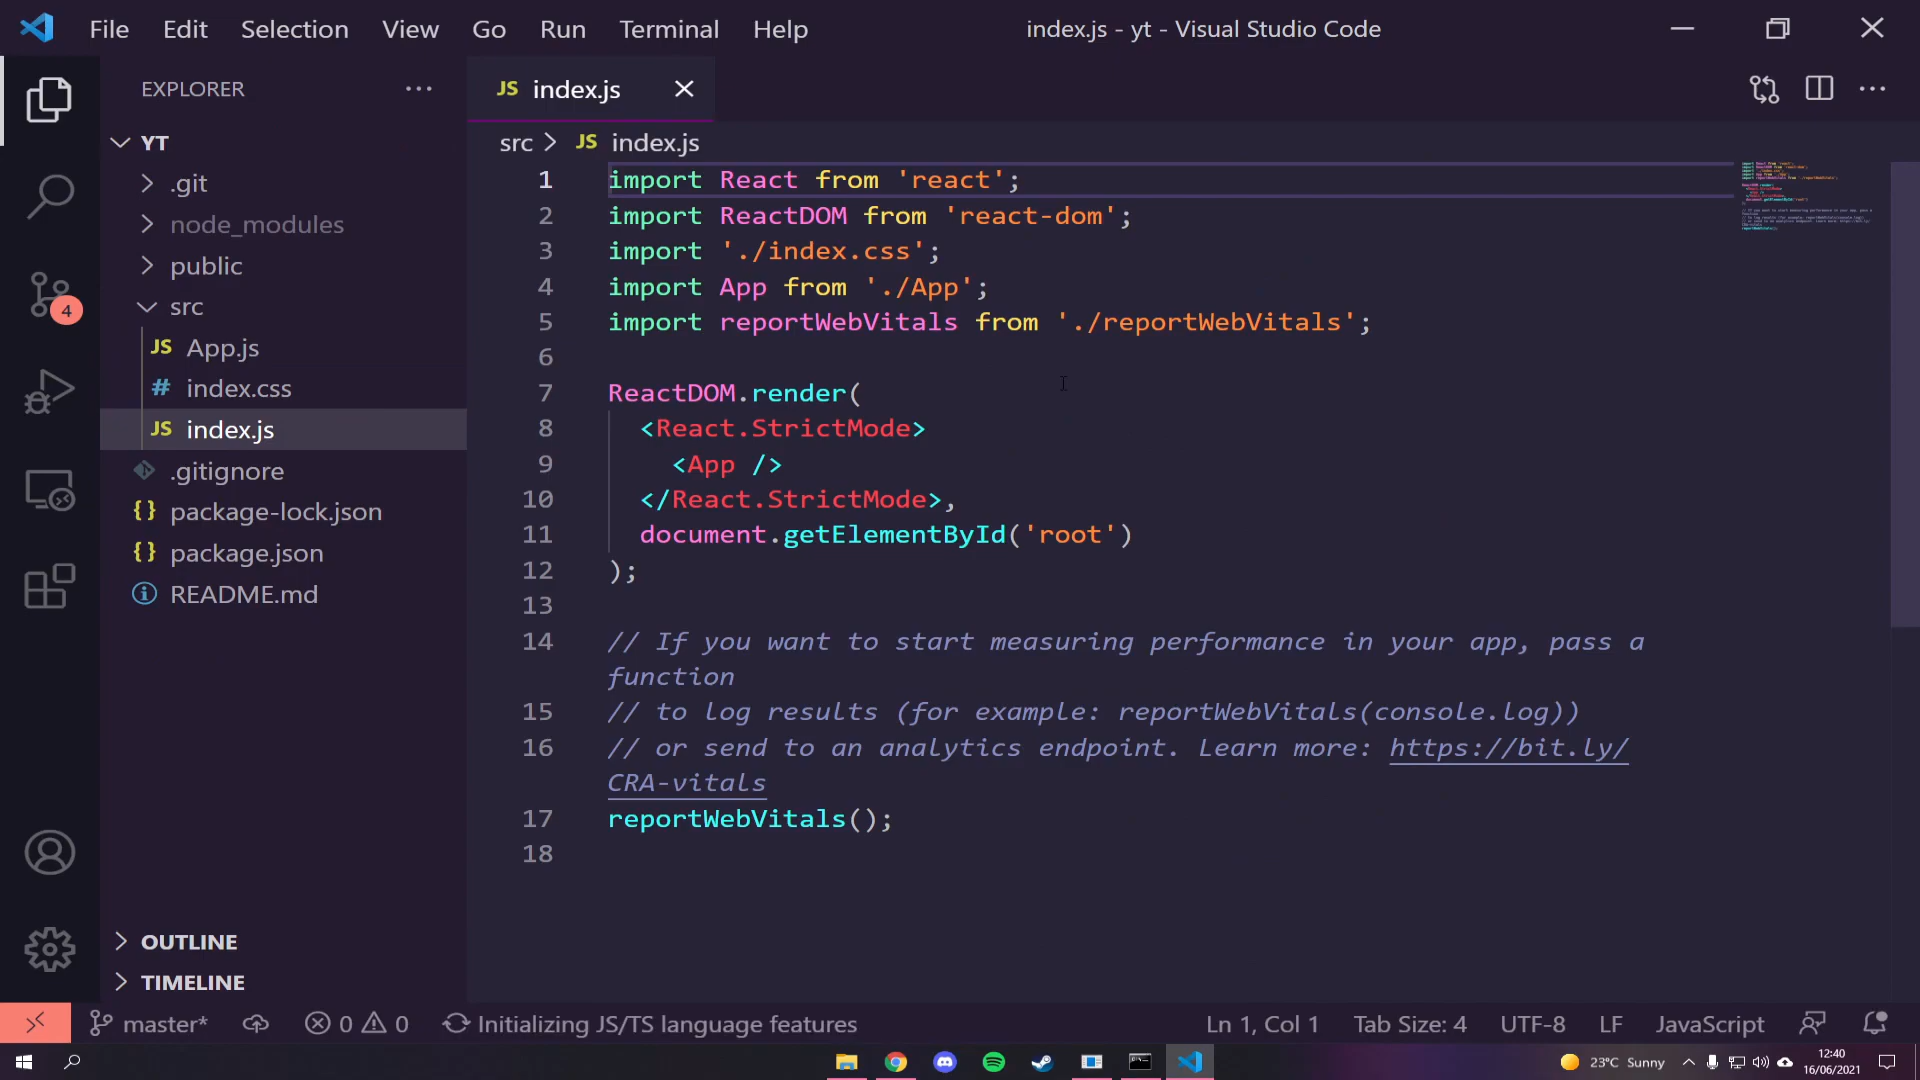 File Edit Selection View Go Run Terminal Help index.js - yt - Visual Studio Code
EXPLORER
YT
.git
node_modules
public
src
JS App.js
# index.css
JS index.js
.gitignore
{} package-lock.json
{} package.json
README.md
OUTLINE
TIMELINE
4
JS index.js
src > JS index.js
1 import React from 'react';
2 import ReactDOM from 'react-dom';
3 import './index.css';
4 import App from './App';
5 import reportWebVitals from './reportWebVitals';
6
7 ReactDOM.render(
8 <React.StrictMode>
9 <App />
10 </React.StrictMode>,
11 document.getElementById('root')
12 );
13
14 // If you want to start measuring performance in your app, pass a
function
15 // to log results (for example: reportWebVitals(console.log))
16 // or send to an analytics endpoint. Learn more: https://bit.ly/
CRA-vitals
17 reportWebVitals();
18
master* 0 0 Initializing JS/TS language features Ln 1, Col 1 Tab Size: 4 UTF-8 LF JavaScript
23°C Sunny 12:40
16/06/2021